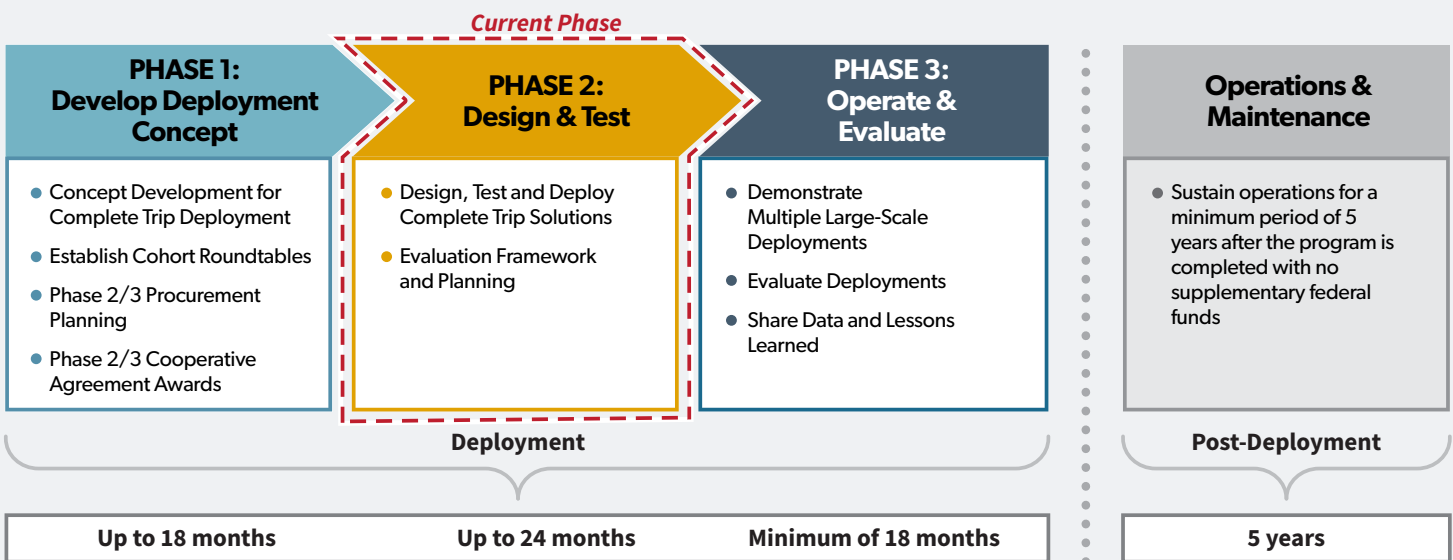 Current Phase
PHASE 1:
Develop Deployment
Concept
Concept Development for
Complete Trip Deployment
Establish Cohort Roundtables
Phase 2/3 Procurement
Planning
Phase 2/3 Cooperative
Agreement Awards
PHASE 2:
Design & Test
Design, Test and Deploy
Complete Trip Solutions
Evaluation Framework
and Planning
PHASE 3:
Operate &
Evaluate
Demonstrate
Multiple Large-Scale
Deployments
Evaluate Deployments
Share Data and Lessons
Learned
Operations &
Maintenance
Sustain operations for a
minimum period of 5
years after the program is
completed with no
supplementary federal
funds
Deployment
Post-Deployment
Up to 18 months
Up to 24 months
Minimum of 18 months
5 years